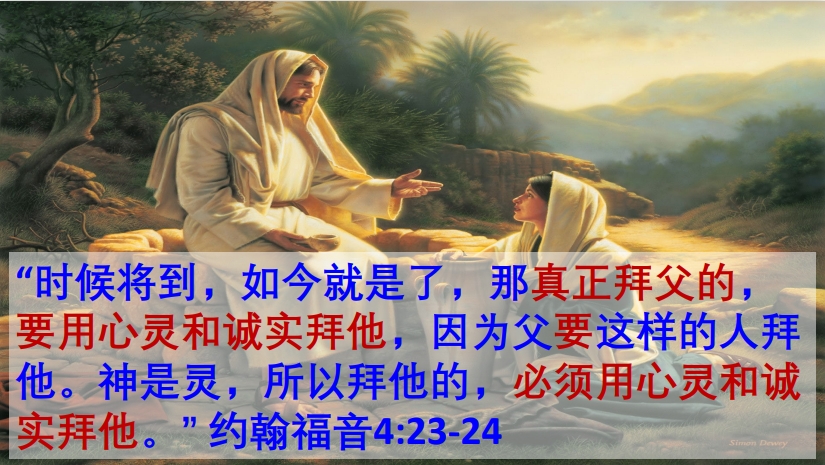 “时候将到，如今就是了，那真正拜父的，
要用心灵和诚实拜他，因为父要这样的人拜
他。神是灵，所以拜他的，必须用心灵和诚
实拜他。” 约翰福音4:23-24
Simon Dewey